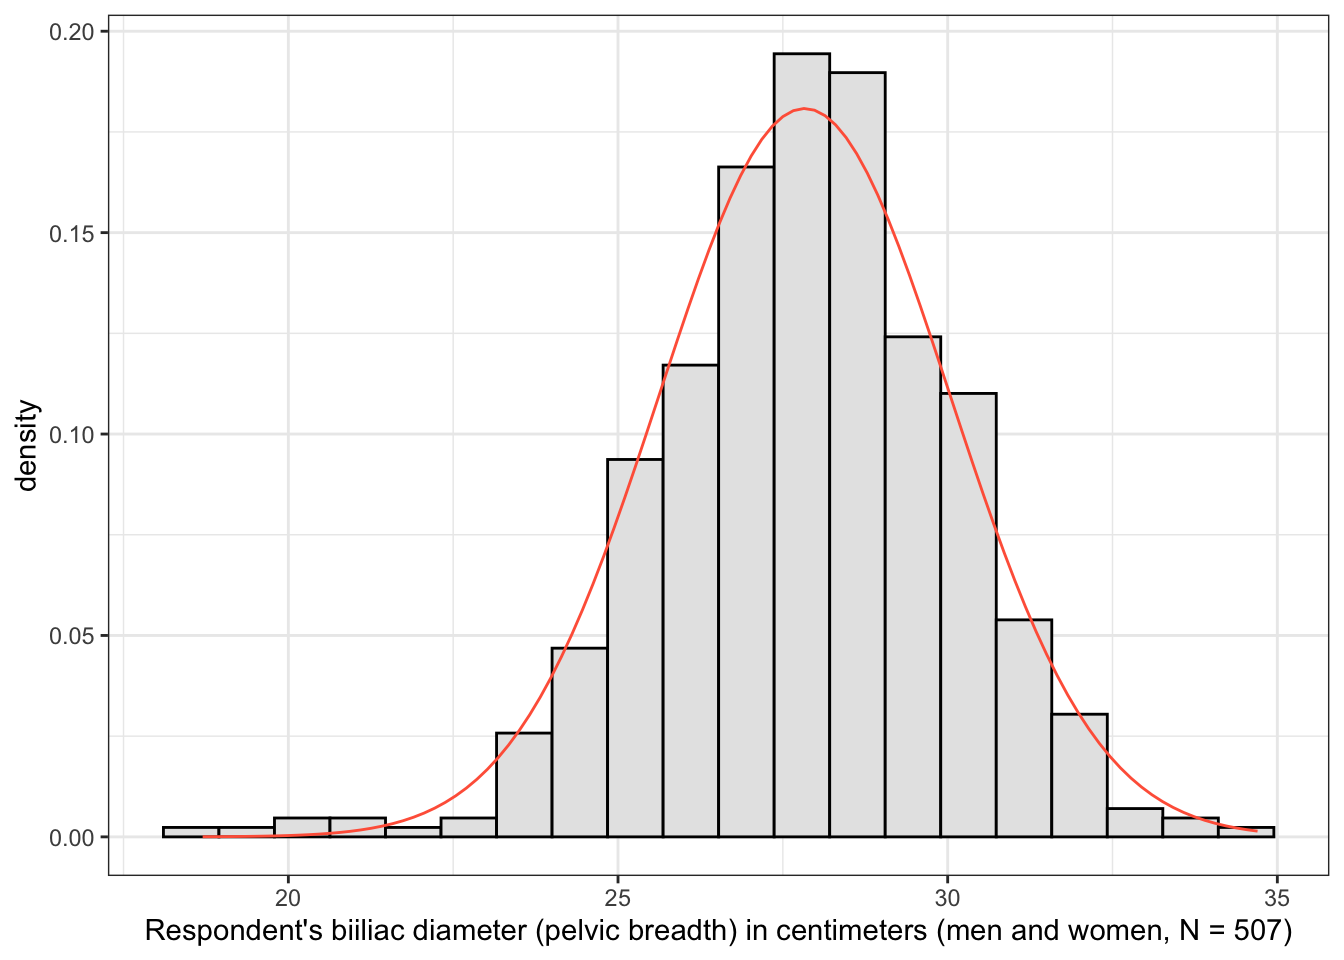 0.20
0.15
0.10
0.05
0.00
density
20 25 30 35
Respondent's biiliac diameter (pelvic breadth) in centimeters (men and women, N = 507)